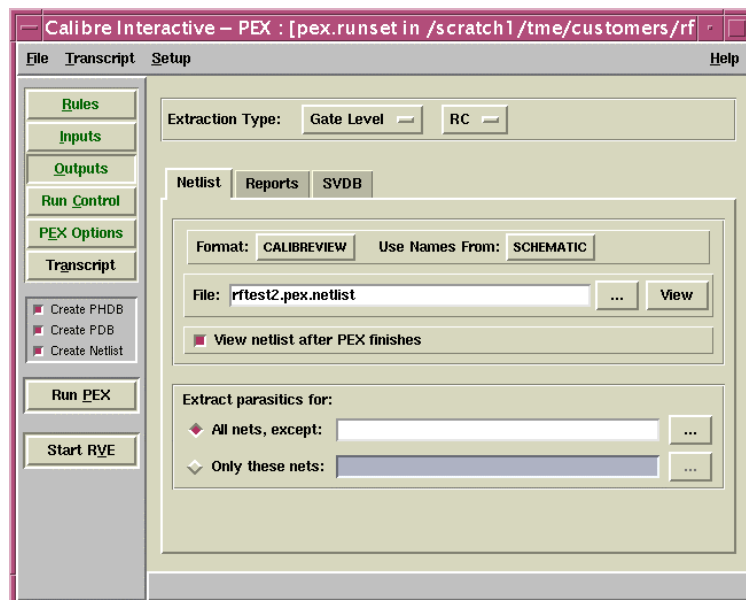 Calibre Interactive – PEX : [pex.runset in /scratch1/tme/customers/rf
File Transcript Setup Help
Rules
Inputs
Outputs
Run Control
PEX Options
Transcript
Create PHDB
Create PDB
Create Netlist
Run PEX
Start RVE
Extraction Type: Gate Level RC
Netlist Reports SVDB
Format: CALIBREVIEW Use Names From: SCHEMATIC
File: rftest2.pex.netlist ... View
View netlist after PEX finishes
Extract parasitics for:
All nets, except: ...
Only these nets: ...